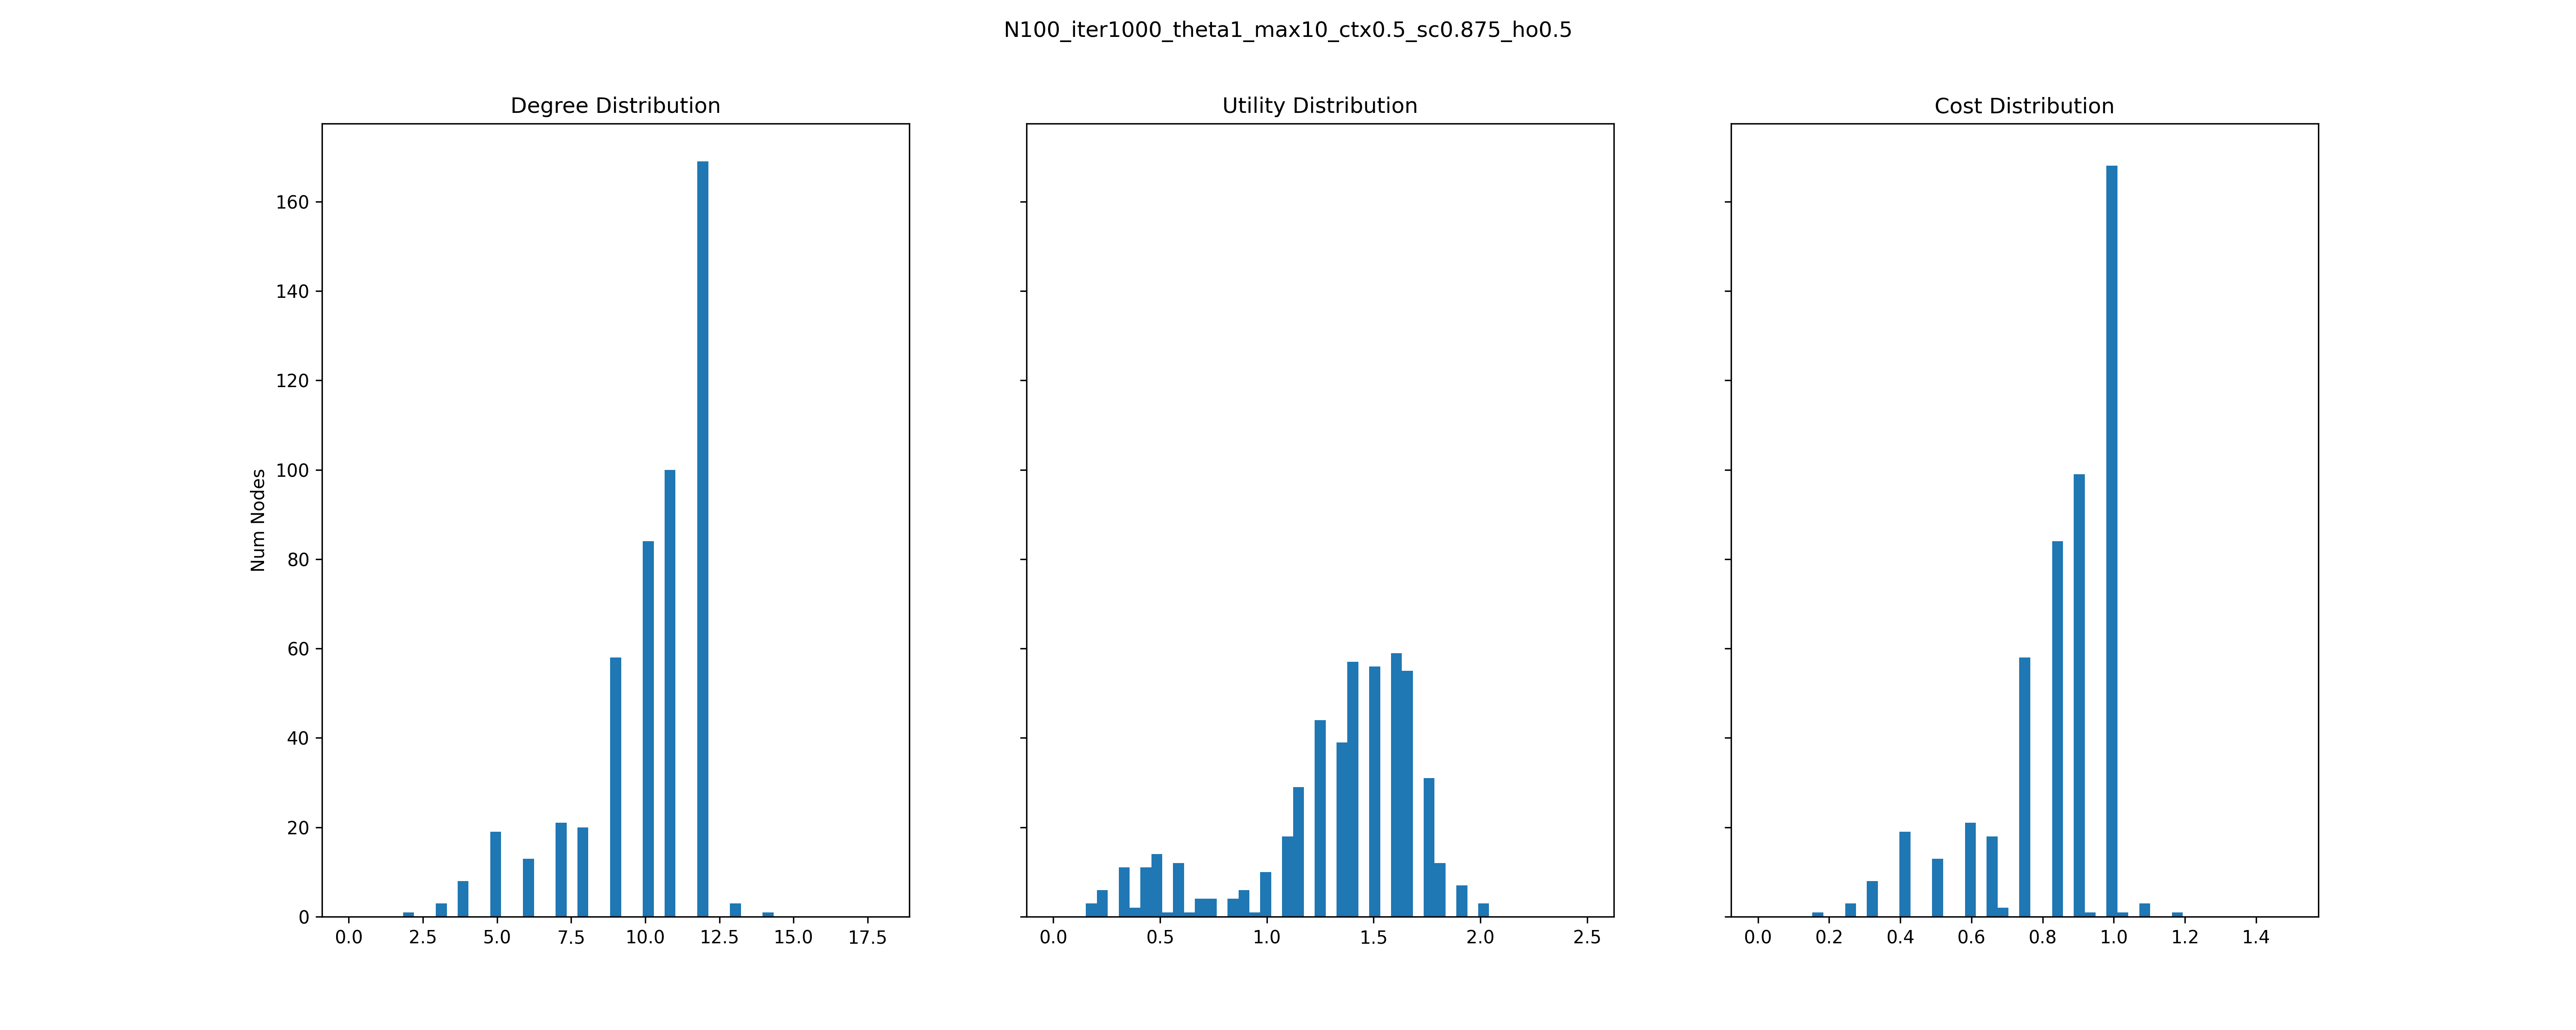 N100_iter1000_theta1_max10_ctx0.5_sc0.875_ho0.5
Degree Distribution
Utility Distribution
Cost Distribution
Num Nodes
160
140
120
100
80
60
40
20
0
0.0 2.5 5.0 7.5 10.0 12.5 15.0 17.5
0.0 0.5 1.0 1.5 2.0 2.5
0.0 0.2 0.4 0.6 0.8 1.0 1.2 1.4